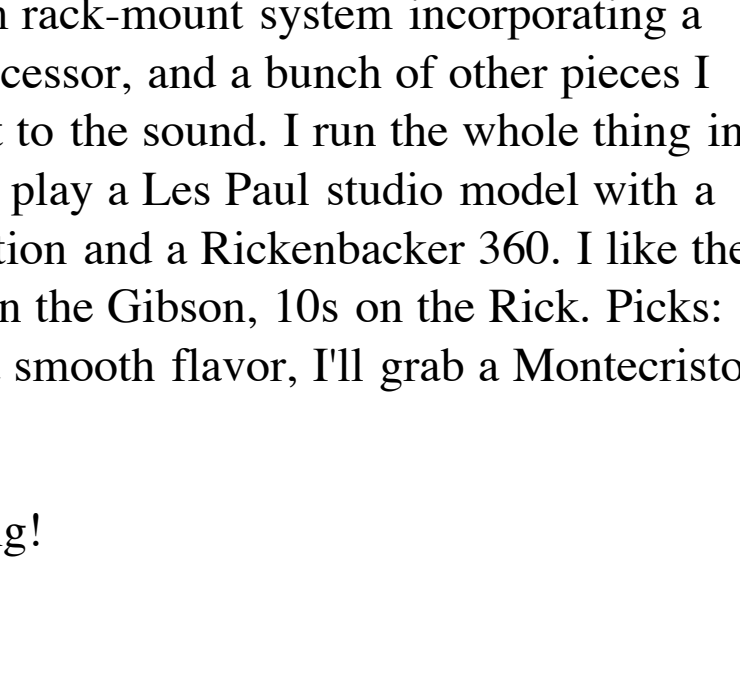 rack-mount system incorporating a
cessor, and a bunch of other pieces I
to the sound. I run the whole thing in
play a Les Paul studio model with a
tion and a Rickenbacker 360. I like the
n the Gibson, 10s on the Rick. Picks:
smooth flavor, I'll grab a Montecristo
g!